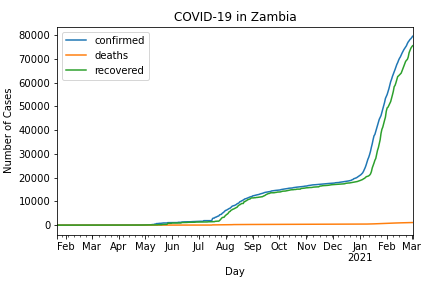 COVID-19 in Zambia
80000
70000
60000
50000
40000
30000
20000
10000
0
Number of Cases
confirmed
deaths
recovered
Feb Mar Apr May Jun Jul Aug Sep Oct Nov Dec Jan Feb Mar
2021
Day